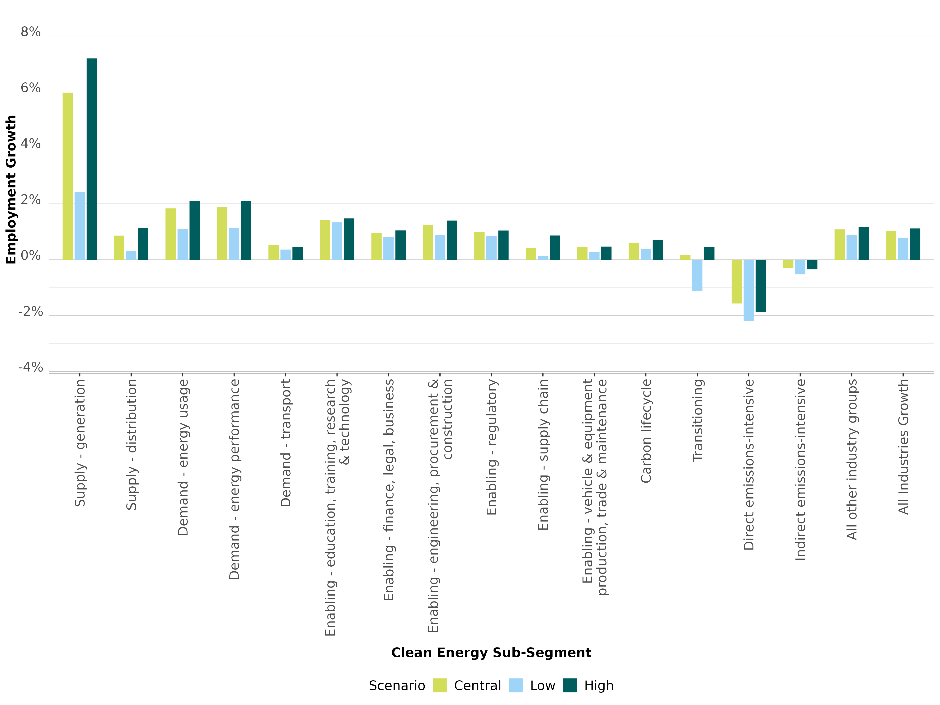 8%
6%
4%
2%
0%
-2%
-4%
Employment Growth
Supply - generation
Supply - distribution
Demand - energy usage
Demand - energy performance
Demand - transport
Enabling - education, training, research
& technology
Enabling - finance, legal, business
Enabling - engineering, procurement &
construction
Enabling - regulatory
Enabling - supply chain
Enabling - vehicle & equipment
production, trade & maintenance
Carbon lifecycle
Transitioning
Direct emissions-intensive
Indirect emissions-intensive
All other industry groups
All Industries Growth
Clean Energy Sub-Segment
Scenario Central Low High